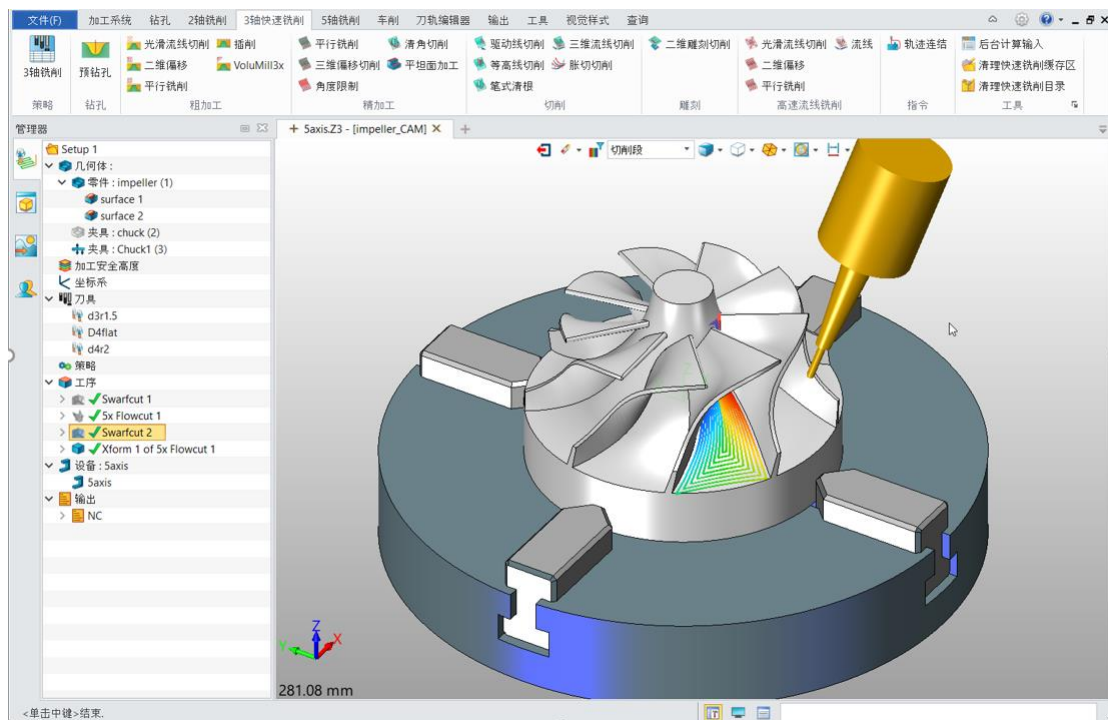 文件(F) 加工系统 钻孔 2轴铣削 3轴快速铣削 5轴铣削 车削 刀轨编辑器 输出 工具 视觉样式 查询
光滑流线切削 插削 平行铣削 清角切削 驱动线切削 三维流线切削 二维雕刻切削 光滑流线切削 流线 轨迹连结 后台计算输入
3轴铣削 预钻孔 二维偏移 VoluMill3x 三维偏移切削 平坦面加工 等高线切削 胀切切削 二维偏移 清理快速铣削缓存区
平行铣削 角度限制 笔式清根 平行铣削 清理快速铣削目录
策略 钻孔 粗加工 精加工 切削 雕刻 高速流线铣削 指令 工具
管理器 5axis.Z3 - [impeller_CAM]
切削段
Setup 1
几何体 :
零件 : impeller (1)
surface 1
surface 2
夹具 : chuck (2)
夹具 : Chuck1 (3)
加工安全高度
坐标系
刀具
d3r1.5
D4flat
d4r2
策略
工序
Swarfcut 1
5x Flowcut 1
Swarfcut 2
Xform 1 of 5x Flowcut 1
设备 : 5axis
5axis
输出
NC
Z
Z
Y X
281.08 mm
<单击中键>结束.